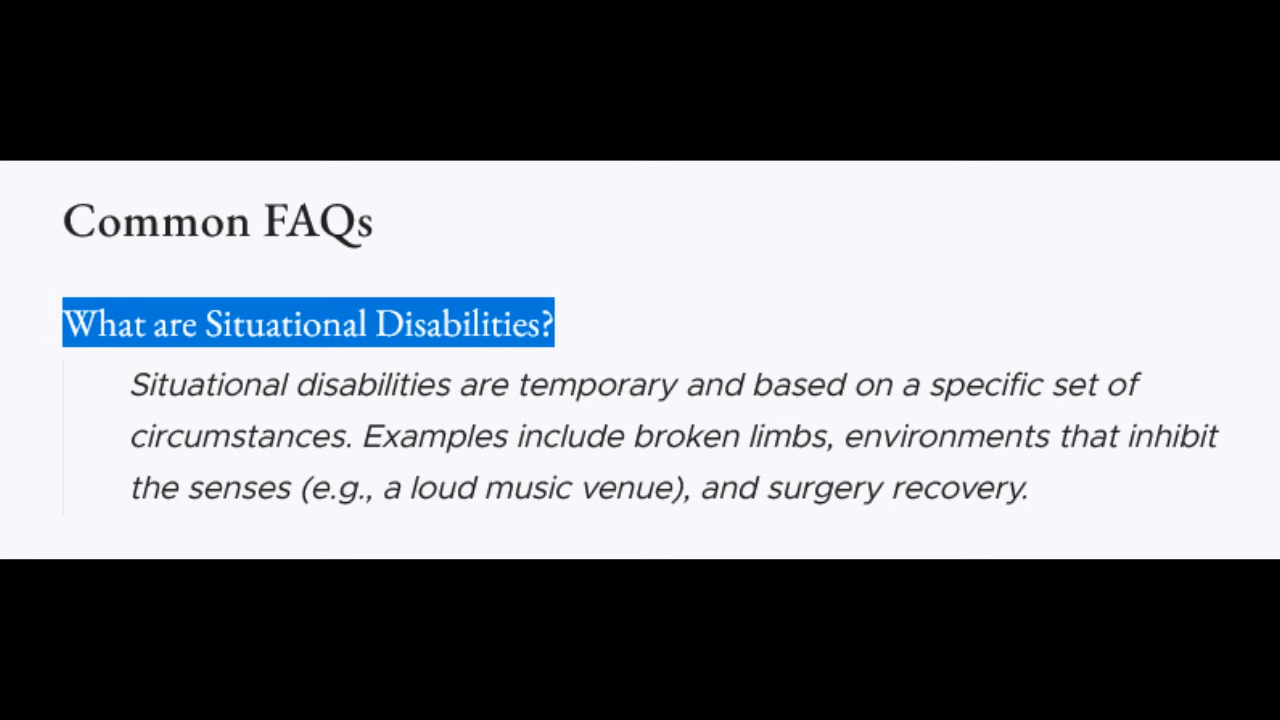 Common FAQs
What are Situational Disabilities?
Situational disabilities are temporary and based on a specific set of
circumstances. Examples include broken limbs, environments that inhibit
the senses (e.g., a loud music venue), and surgery recovery.